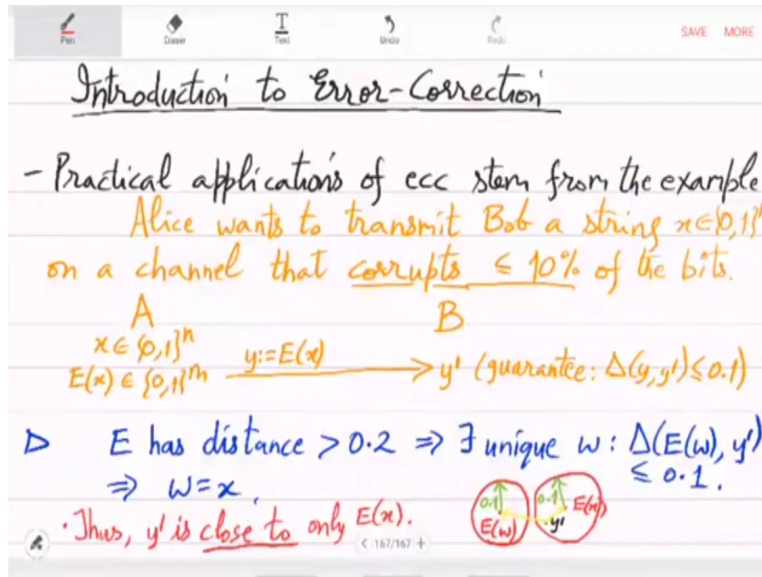 Pen Eraser Text Undo Redo SAVE MORE
Introduction to Error-Correction
- Practical applications of ecc stem from the example
Alice wants to transmit Bob a string x∈{0,1}ⁿ
on a channel that corrupts ≤ 10% of the bits.
A B
x∈{0,1}ⁿ
E(x)∈{0,1}ᵐ y:=E(x) → y' (guarantee: Δ(y,y')≤0.1)
▷ E has distance > 0.2 ⇒ ∃ unique w: Δ(E(w), y')
≤ 0.1.
⇒ w=x.
· Thus, y' is close to only E(x).
0.1 0.1 E(x)
E(w) y'
< 167/167 +